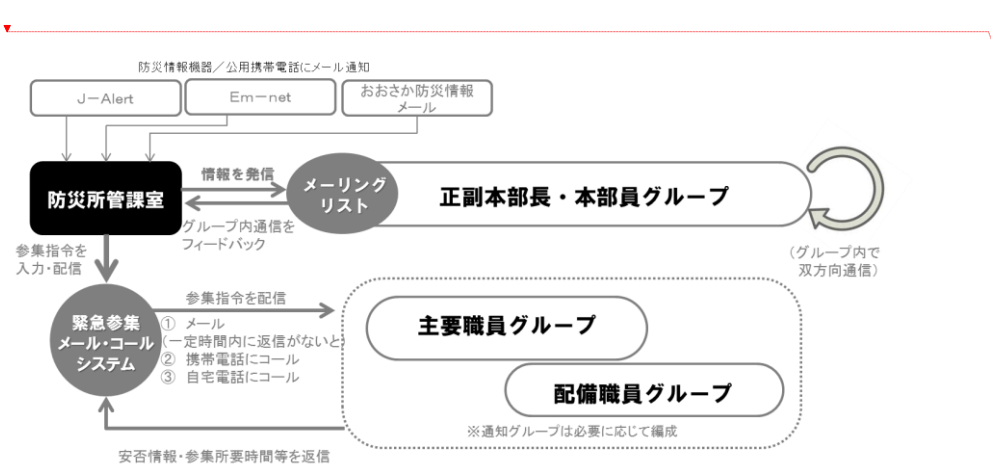 防災情報機器／公用携帯電話にメール通知
J－Alert
Em－net
おおさか防災情報
メール
防災所管課室
情報を発信
メーリング
リスト
正副本部長・本部員グループ
グループ内通信を
フィードバック
（グループ内で
双方向通信）
参集指令を
入力・配信
緊急参集
メール・コール
システム
参集指令を配信
① メール
(一定時間内に返信がないと)
② 携帯電話にコール
③ 自宅電話にコール
主要職員グループ
配備職員グループ
※通知グループは必要に応じて編成
安否情報・参集所要時間等を返信